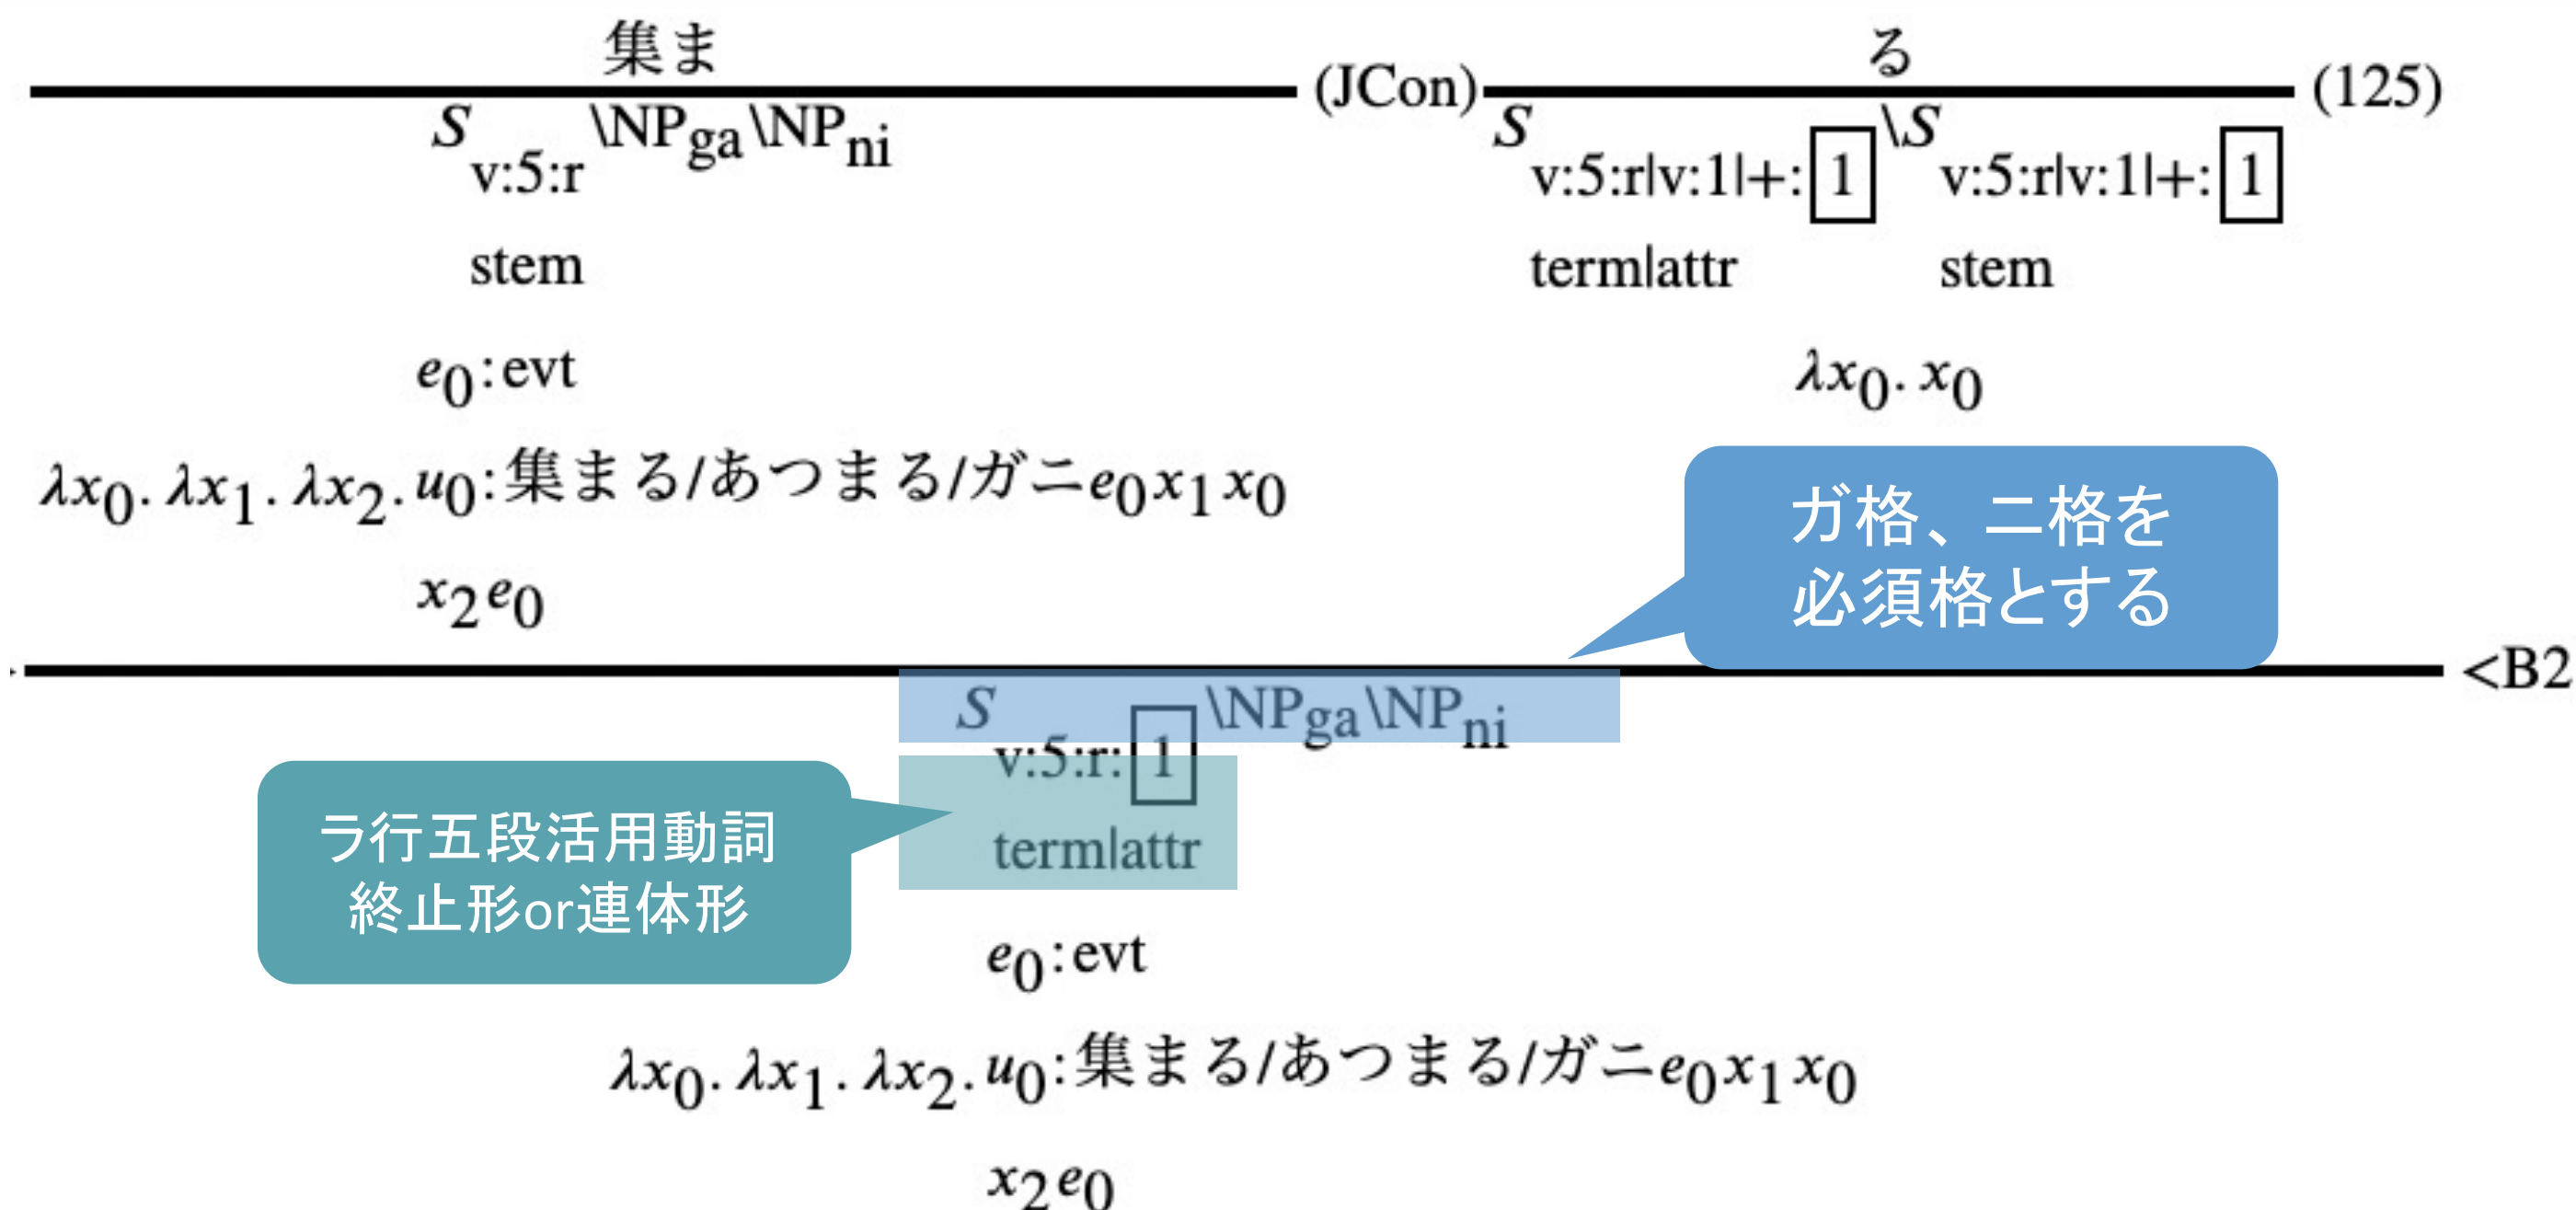 集ま (JCon) る (125)
S\NPga\NPni S\S
v:5:r v:5:r|v:1|+:1 v:5:r|v:1|+:1
stem term|attr stem
e0:evt λx0. x0
λx0. λx1. λx2. u0:集まる/あつまる/ガニe0x1x0
x2e0
ガ格、ニ格を
必須格とする
<B2
S\NPga\NPni
v:5:r:1
term|attr
ラ行五段活用動詞
終止形or連体形
e0:evt
λx0. λx1. λx2. u0:集まる/あつまる/ガニe0x1x0
x2e0